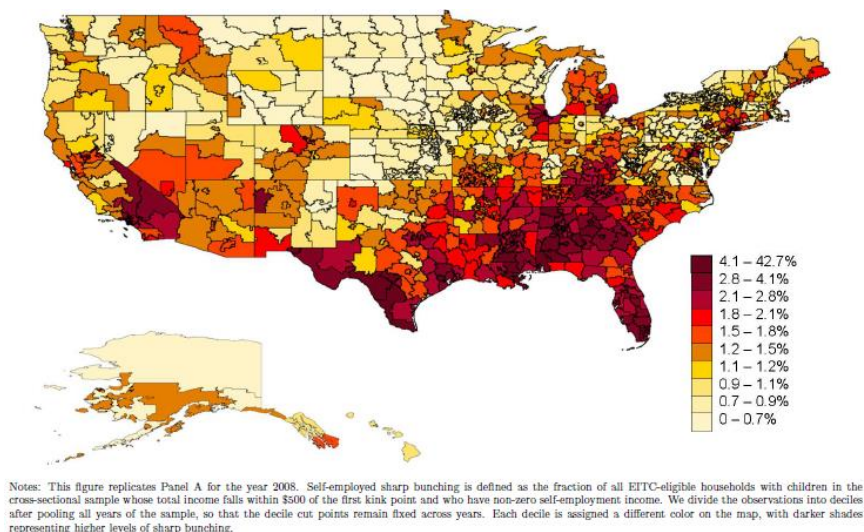 4.1 – 42.7%
2.8 – 4.1%
2.1 – 2.8%
1.8 – 2.1%
1.5 – 1.8%
1.2 – 1.5%
1.1 – 1.2%
0.9 – 1.1%
0.7 – 0.9%
0 – 0.7%
Notes: This figure replicates Panel A for the year 2008. Self-employed sharp bunching is defined as the fraction of all EITC-eligible households with children in the
cross-sectional sample whose total income falls within $500 of the first kink point and who have non-zero self-employment income. We divide the observations into deciles
after pooling all years of the sample, so that the decile cut points remain fixed across years. Each decile is assigned a different color on the map, with darker shades
representing higher levels of sharp bunching.